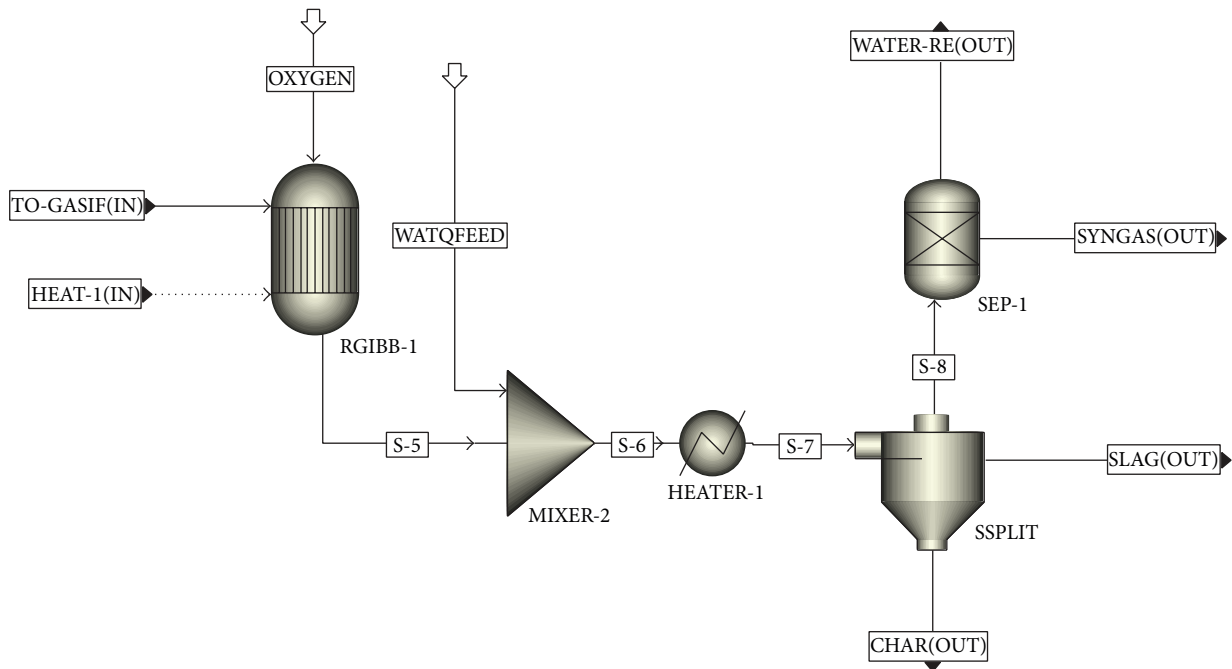 WATER-RE(OUT)
OXYGEN
TO-GASIF(IN)
WATQFEED
SYNGAS(OUT)
HEAT-1(IN)
SEP-1
RGIBB-1
S-8
S-5
S-6
S-7
SLAG(OUT)
HEATER-1
MIXER-2
SSPLIT
CHAR(OUT)